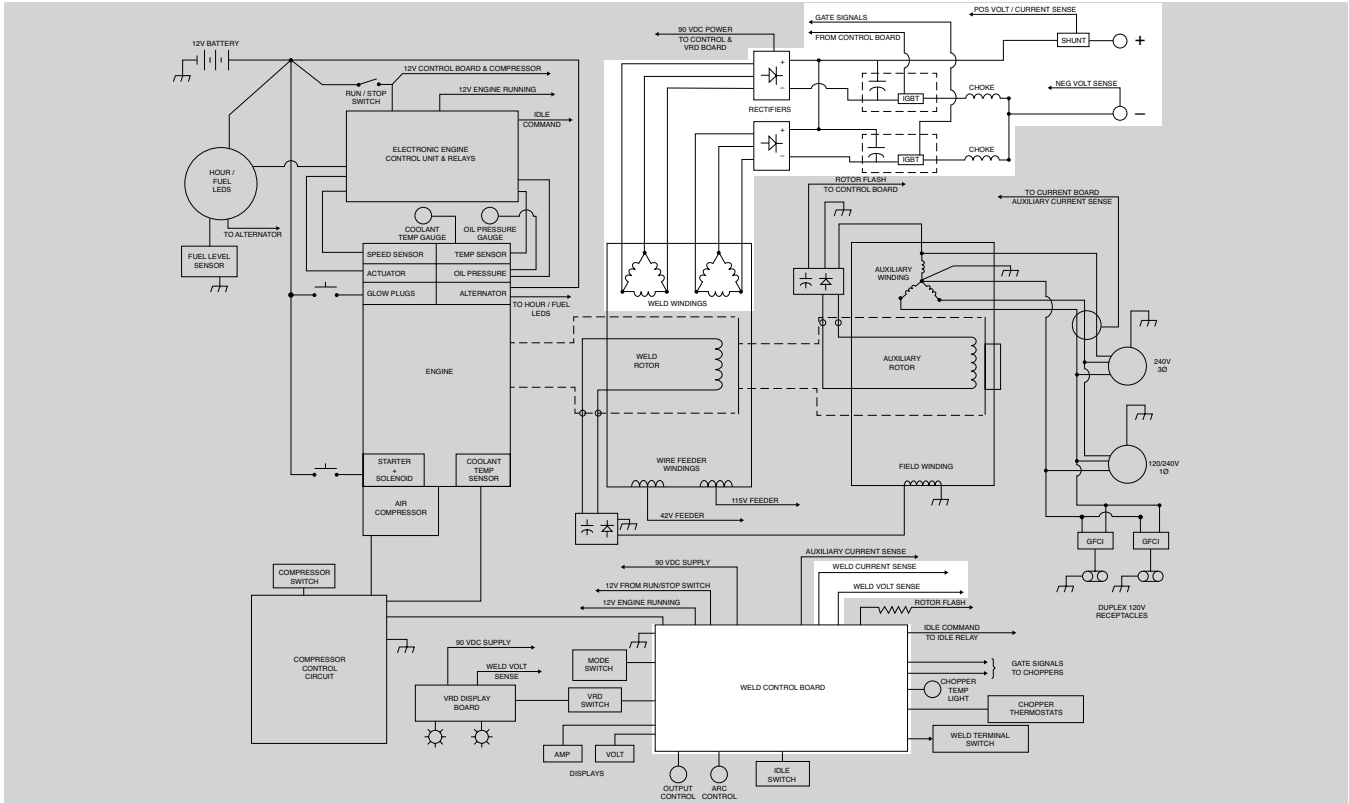 POS VOLT / CURRENT SENSE
GATE SIGNALS
FROM CONTROL BOARD
90 VDC POWER
TO CONTROL &
VRD BOARD
SHUNT
+
12V BATTERY
12V CONTROL BOARD & COMPRESSOR
RUN / STOP
SWITCH
12V ENGINE RUNNING
NEG VOLT SENSE
+
−
CHOKE
IGBT
−
RECTIFIERS
IDLE
COMMAND
ELECTRONIC ENGINE
CONTROL UNIT & RELAYS
+
−
CHOKE
IGBT
HOUR /
FUEL
LEDS
ROTOR FLASH
TO CONTROL BOARD
TO CURRENT BOARD
AUXILIARY CURRENT SENSE
TO ALTERNATOR
COOLANT
TEMP GAUGE
OIL PRESSURE
GAUGE
FUEL LEVEL
SENSOR
SPEED SENSOR
TEMP SENSOR
ACTUATOR
OIL PRESSURE
GLOW PLUGS
ALTERNATOR
TO HOUR / FUEL
LEDS
WELD WINDINGS
AUXILIARY
WINDING
ENGINE
WELD
ROTOR
AUXILIARY
ROTOR
240V
3Ø
STARTER
+
SOLENOID
COOLANT
TEMP
SENSOR
WIRE FEEDER
WINDINGS
FIELD WINDING
120/240V
1Ø
AIR
COMPRESSOR
115V FEEDER
42V FEEDER
GFCI
GFCI
DUPLEX 120V
RECEPTACLES
COMPRESSOR
SWITCH
90 VDC SUPPLY
12V FROM RUN/STOP SWITCH
12V ENGINE RUNNING
AUXILIARY CURRENT SENSE
WELD CURRENT SENSE
WELD VOLT SENSE
ROTOR FLASH
IDLE COMMAND
TO IDLE RELAY
COMPRESSOR
CONTROL
CIRCUIT
90 VDC SUPPLY
WELD VOLT
SENSE
MODE
SWITCH
VRD DISPLAY
BOARD
VRD
SWITCH
WELD CONTROL BOARD
GATE SIGNALS
TO CHOPPERS
CHOPPER
TEMP
LIGHT
CHOPPER
THERMOSTATS
WELD TERMINAL
SWITCH
AMP
VOLT
DISPLAYS
OUTPUT
CONTROL
ARC
CONTROL
IDLE
SWITCH